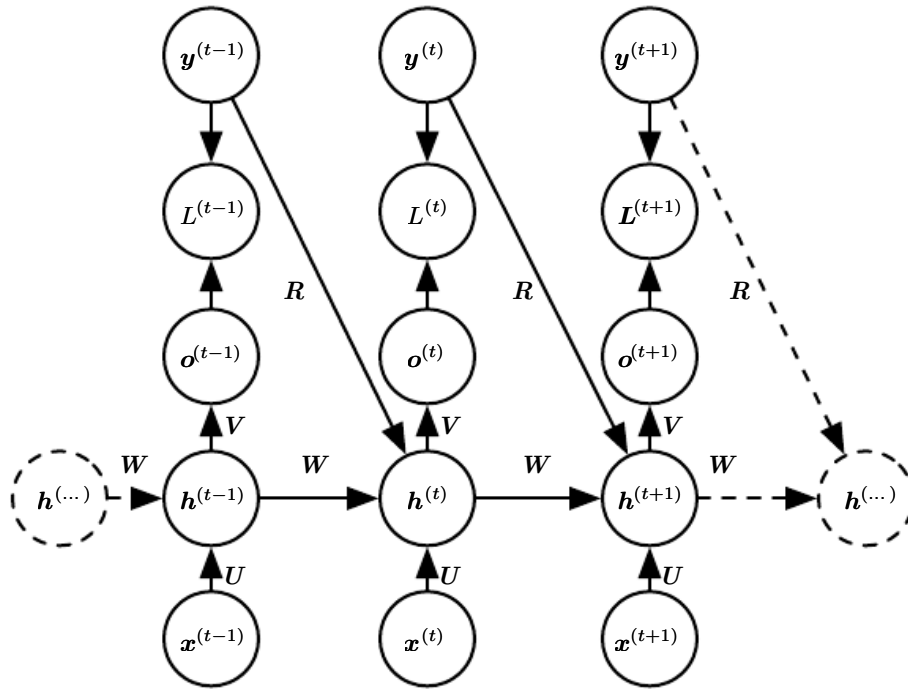 y(t−1) y(t) y(t+1)
L(t−1) L(t) L(t+1)
R R R
o(t−1) o(t) o(t+1)
V V V
W W W W
h(...) h(t−1) h(t) h(t+1) h(...)
U U U
x(t−1) x(t) x(t+1)